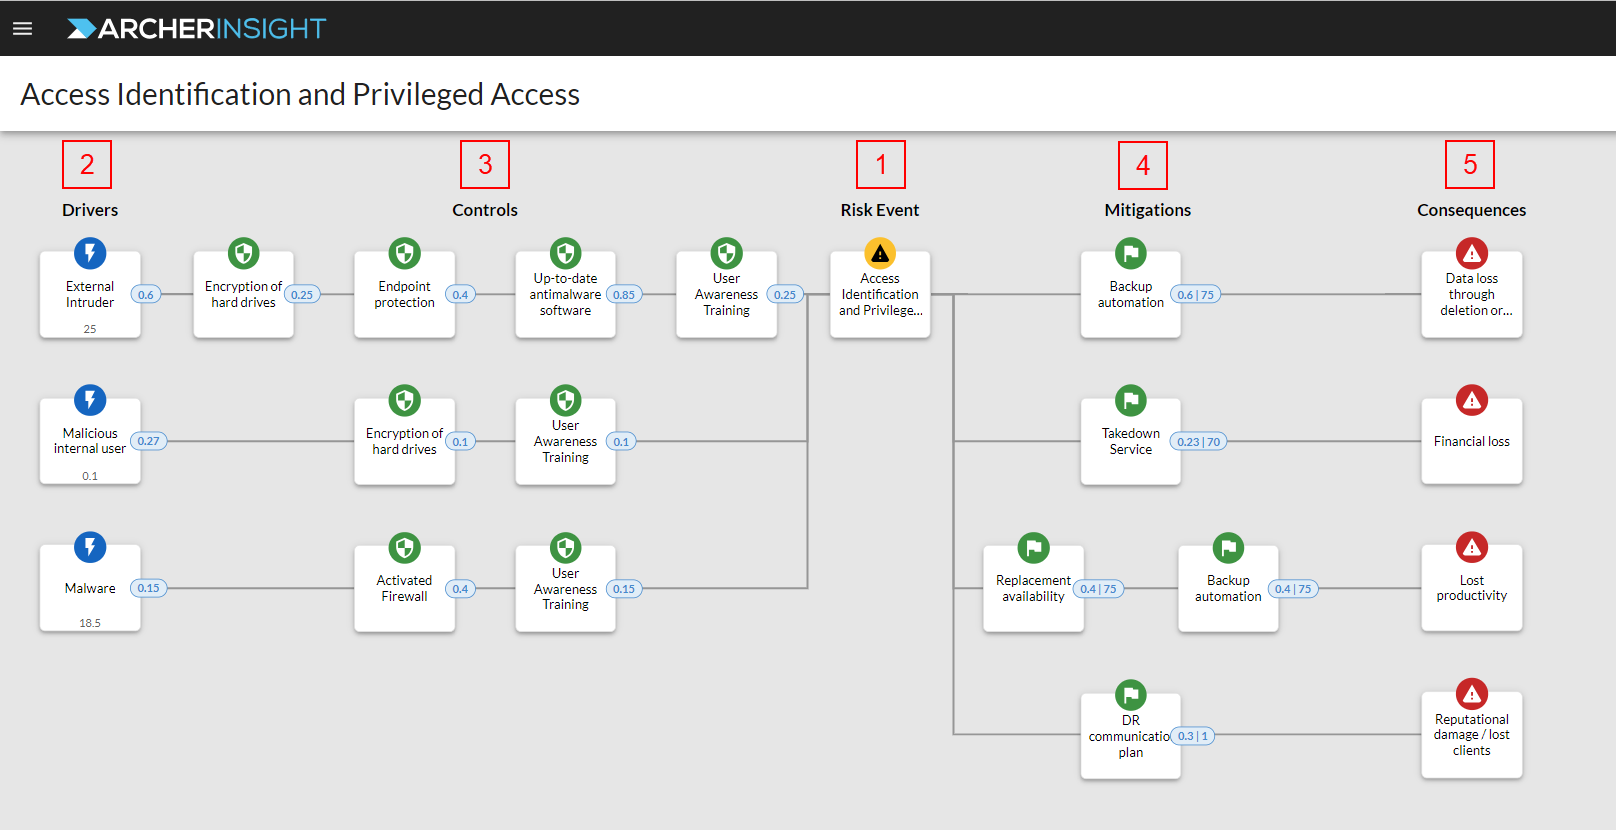 ARCHERINSIGHT
Access Identification and Privileged Access
2
3
1
4
5
Drivers
Controls
Risk Event
Mitigations
Consequences
External
Intruder
25
0.6
Encryption of
hard drives
0.25
Endpoint
protection
0.4
Up-to-date
antimalware
software
0.85
User
Awareness
Training
0.25
Access
Identification
and Privilege...
Backup
automation
0.6 | 75
Data loss
through
deletion or...
Malicious
internal user
0.1
0.27
Encryption of
hard drives
0.1
User
Awareness
Training
0.1
Takedown
Service
0.23 | 70
Financial loss
Malware
18.5
0.15
Activated
Firewall
0.4
User
Awareness
Training
0.15
Replacement
availability
0.4 | 75
Backup
automation
0.4 | 75
Lost
productivity
DR
communicatio
plan
0.3 | 1
Reputational
damage / lost
clients